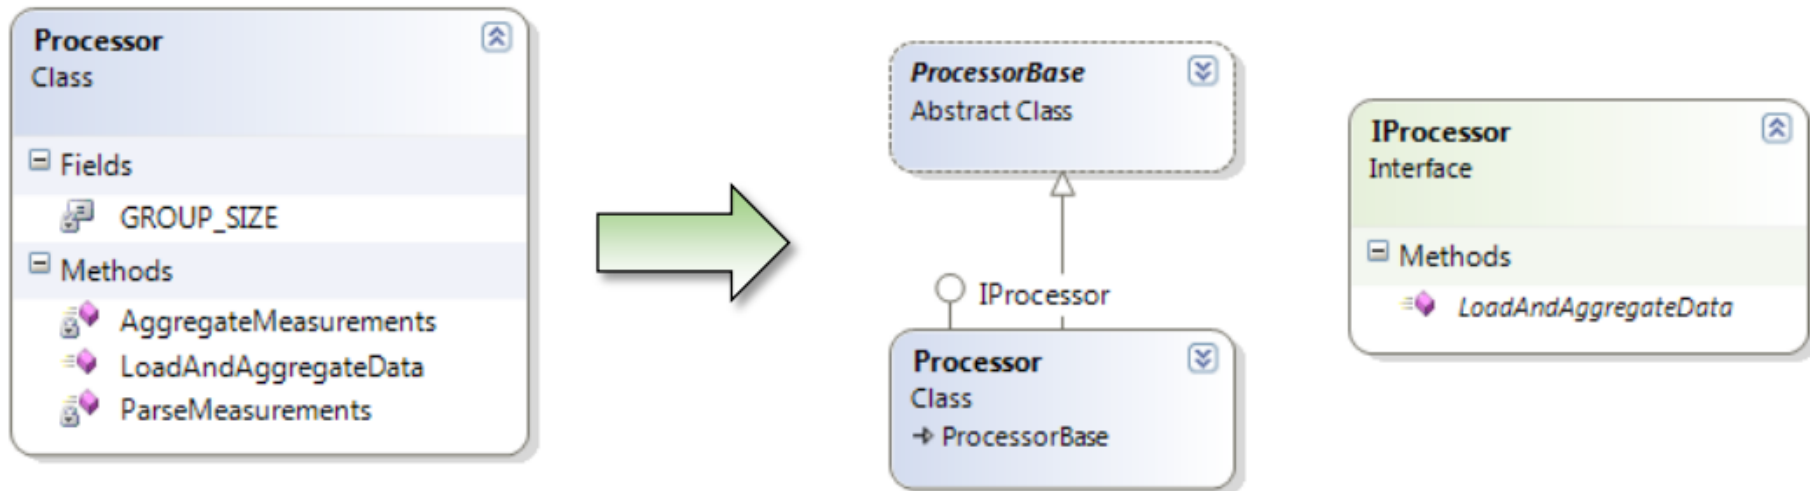 Processor
Class
Fields
GROUP_SIZE
Methods
AggregateMeasurements
LoadAndAggregateData
ParseMeasurements
ProcessorBase
Abstract Class
IProcessor
Processor
Class
ProcessorBase
IProcessor
Interface
Methods
LoadAndAggregateData